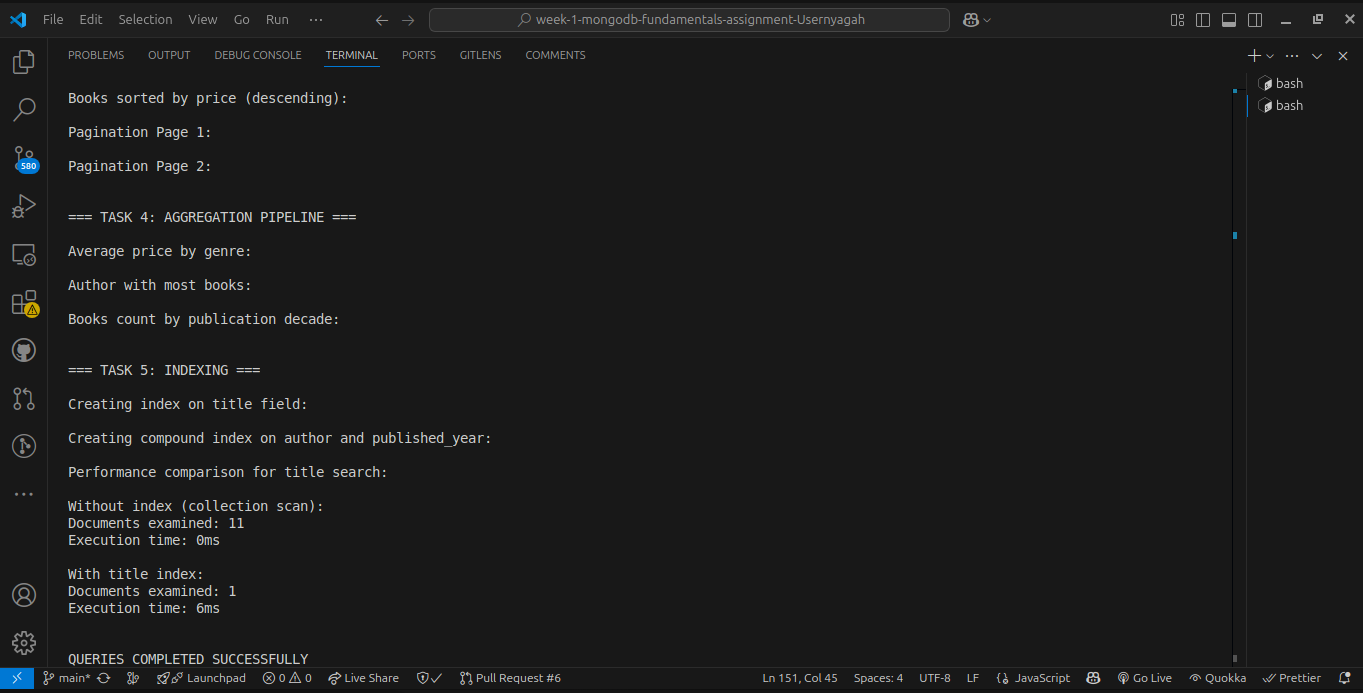 File Edit Selection View Go Run ··· week-1-mongodb-fundamentals-assignment-Usernyagah
PROBLEMS OUTPUT DEBUG CONSOLE TERMINAL PORTS GITLENS COMMENTS
bash
bash
580
Books sorted by price (descending):
Pagination Page 1:
Pagination Page 2:
=== TASK 4: AGGREGATION PIPELINE ===
Average price by genre:
Author with most books:
Books count by publication decade:
=== TASK 5: INDEXING ===
Creating index on title field:
Creating compound index on author and published_year:
Performance comparison for title search:
Without index (collection scan):
Documents examined: 11
Execution time: 0ms
With title index:
Documents examined: 1
Execution time: 6ms
QUERIES COMPLETED SUCCESSFULLY
main* Launchpad 0 0 Live Share Pull Request #6 Ln 151, Col 45 Spaces: 4 UTF-8 LF JavaScript Go Live Quokka Prettier